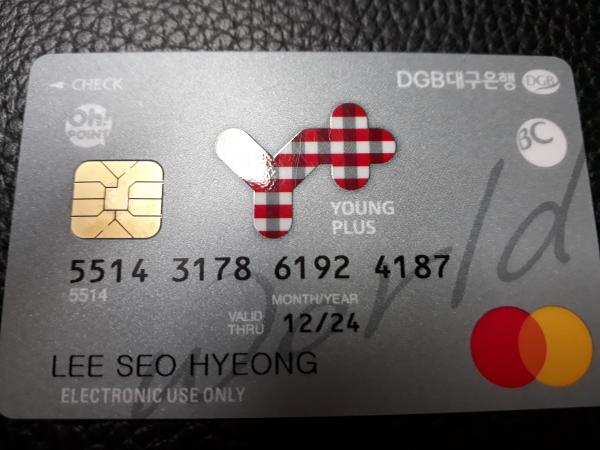 CHECK
DGB대구은행 DGB
Oh!
POINT
BC
YOUNG
PLUS
World
5514 3178 6192 4187
5514
MONTH/YEAR
VALID
THRU 12/24
LEE SEO HYEONG
ELECTRONIC USE ONLY